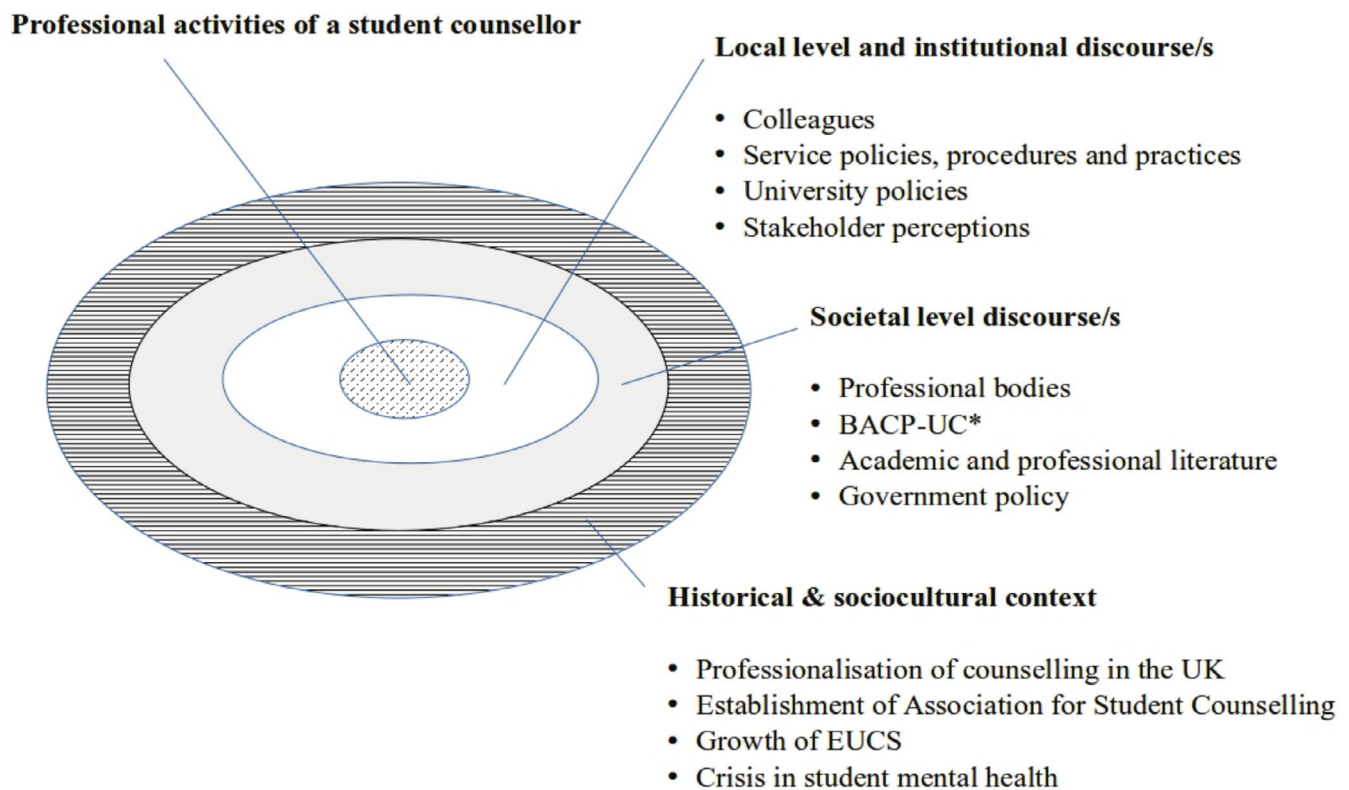 Professional activities of a student counsellor
Local level and institutional discourse/s
• Colleagues
• Service policies, procedures and practices
• University policies
• Stakeholder perceptions
Societal level discourse/s
• Professional bodies
• BACP-UC*
• Academic and professional literature
• Government policy
Historical & sociocultural context
• Professionalisation of counselling in the UK
• Establishment of Association for Student Counselling
• Growth of EUCS
• Crisis in student mental health